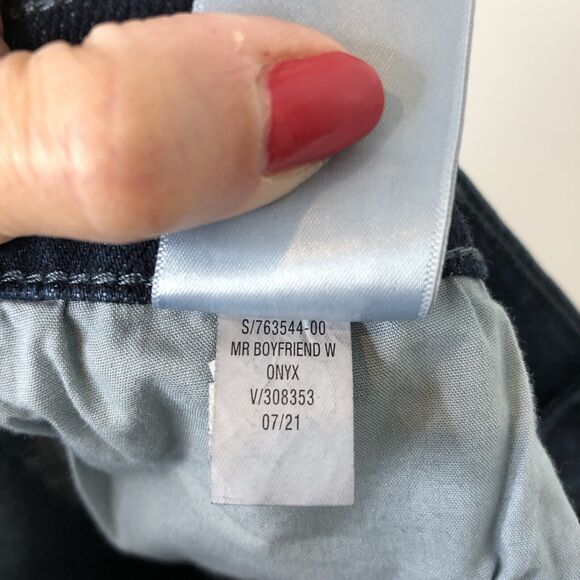 S/763544-00
MR BOYFRIEND W
ONYX
V/308353
07/21